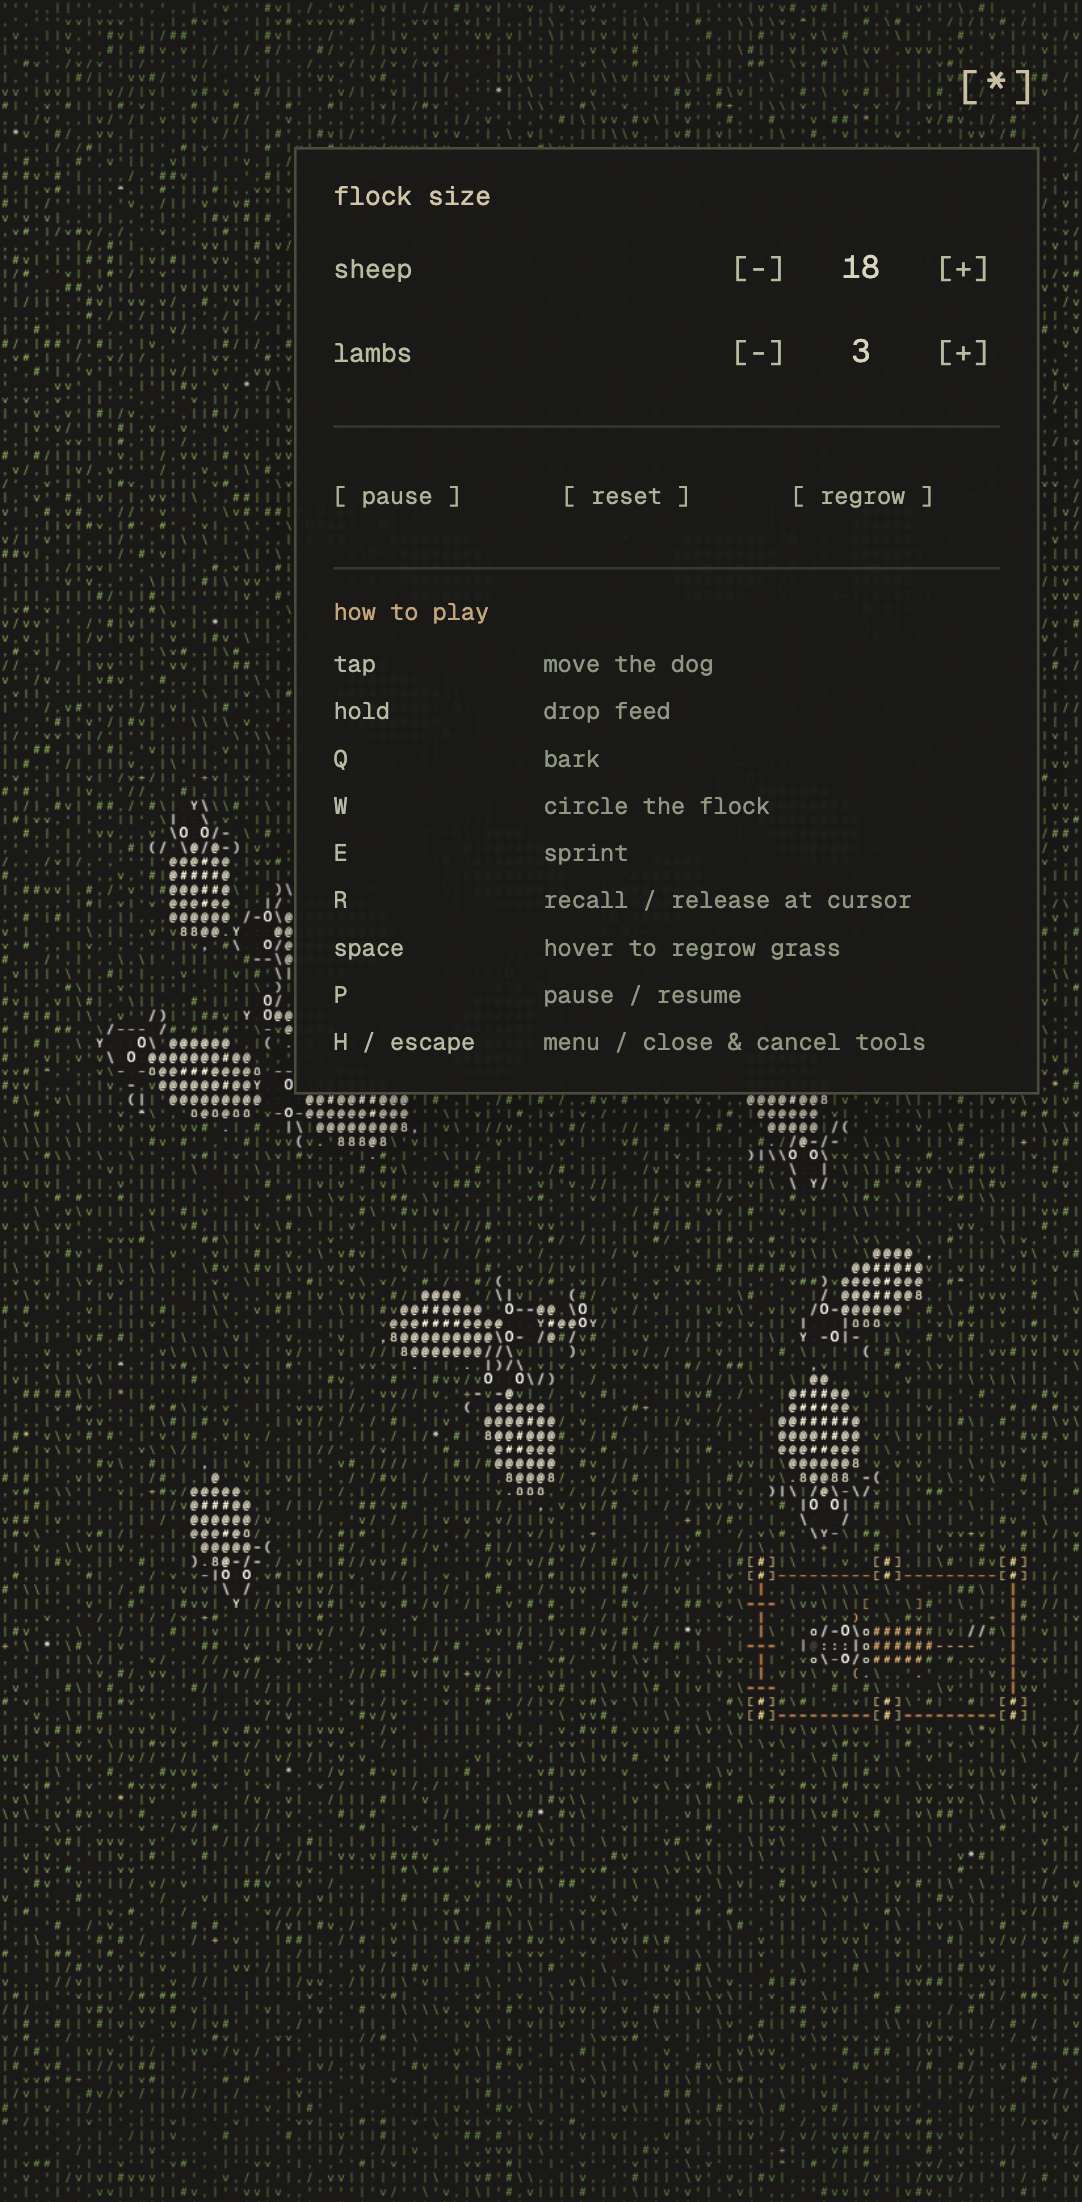 [*]
flock size
sheep [-] 18 [+]
lambs [-] 3 [+]
[ pause ] [ reset ] [ regrow ]
how to play
tap move the dog
hold drop feed
Q bark
W circle the flock
E sprint
R recall / release at cursor
space hover to regrow grass
P pause / resume
H / escape menu / close & cancel tools